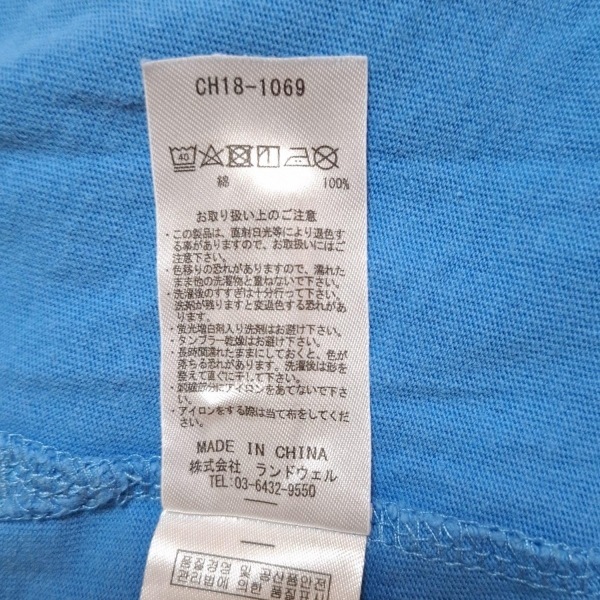 CH18-1069
40
綿 100%
お取り扱い上のご注意
・この製品は、直射日光等により退色す
る事がありますので、お取扱いにはご
注意下さい。
・色移りの恐れがありますので、濡れた
まま他の洗濯物と重ねないで下さい。
・洗濯後のすすぎは十分行って下さい。
洗剤が残りますと変退色する恐れがあ
ります。
・蛍光増白剤入り洗剤はお避け下さい。
・タンブラー乾燥はお避け下さい。
・長時間濡れたままにしておくと、色が
落ちる恐れがあります。洗濯後は形を
整えて直ぐに干して下さい。
部分にアイロンをあてないで下さ
い。
・アイロンをする際は当て布をしてくだ
さい。
MADE IN CHINA
株式会社 ランドウェル
TEL:03-6432-9550